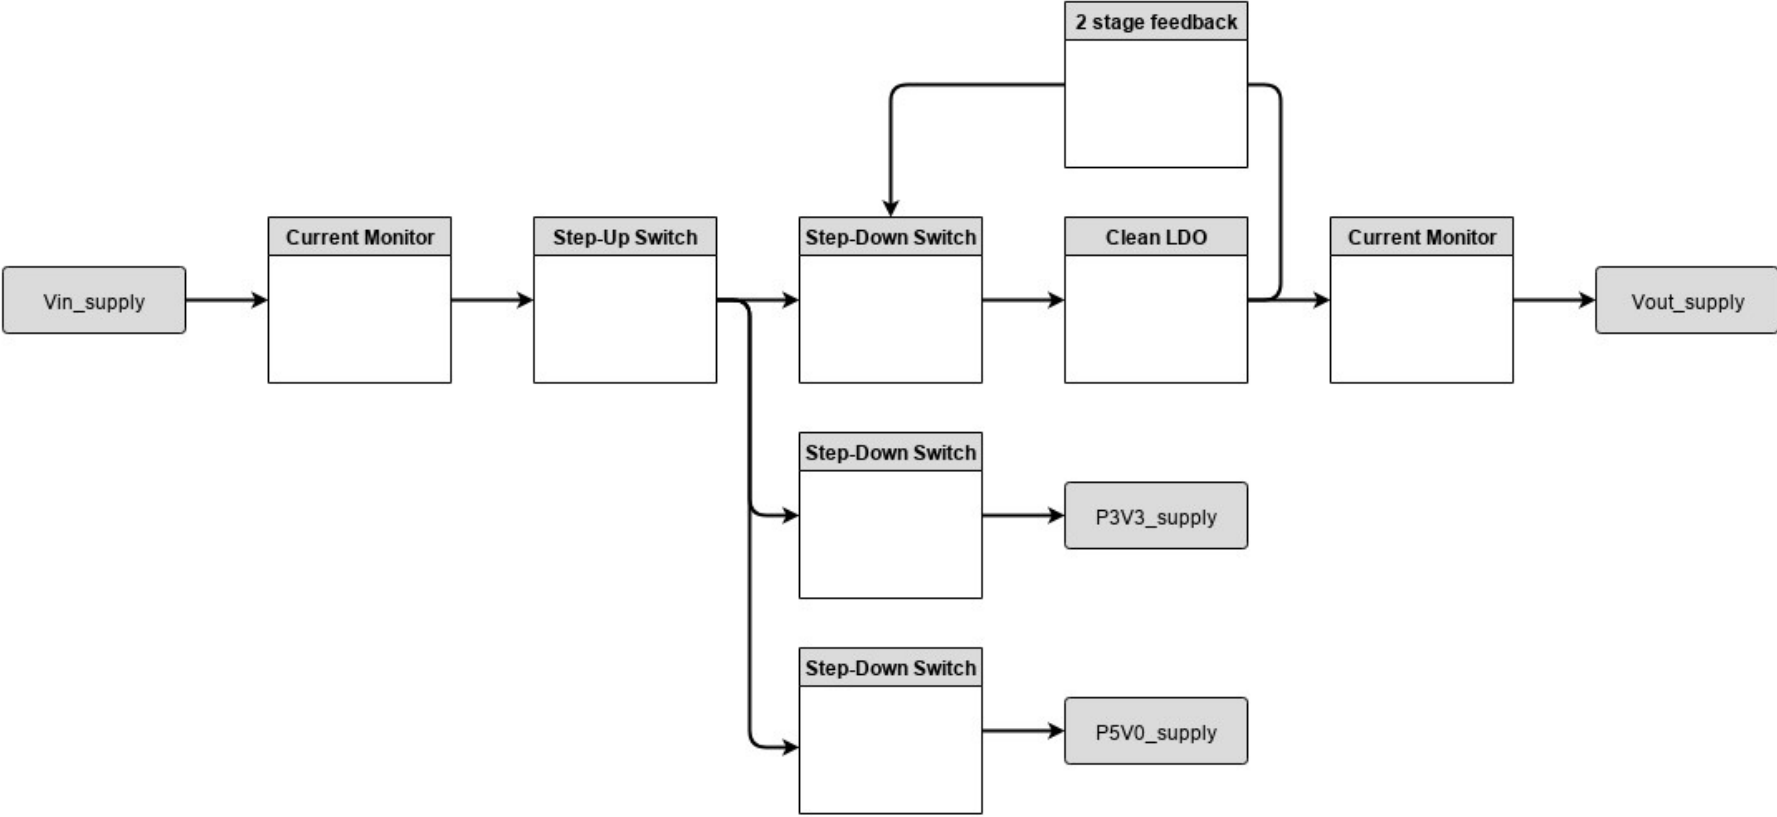 2 stage feedback
Current Monitor
Step-Up Switch
Step-Down Switch
Clean LDO
Current Monitor
Vin_supply
Vout_supply
Step-Down Switch
P3V3_supply
Step-Down Switch
P5V0_supply